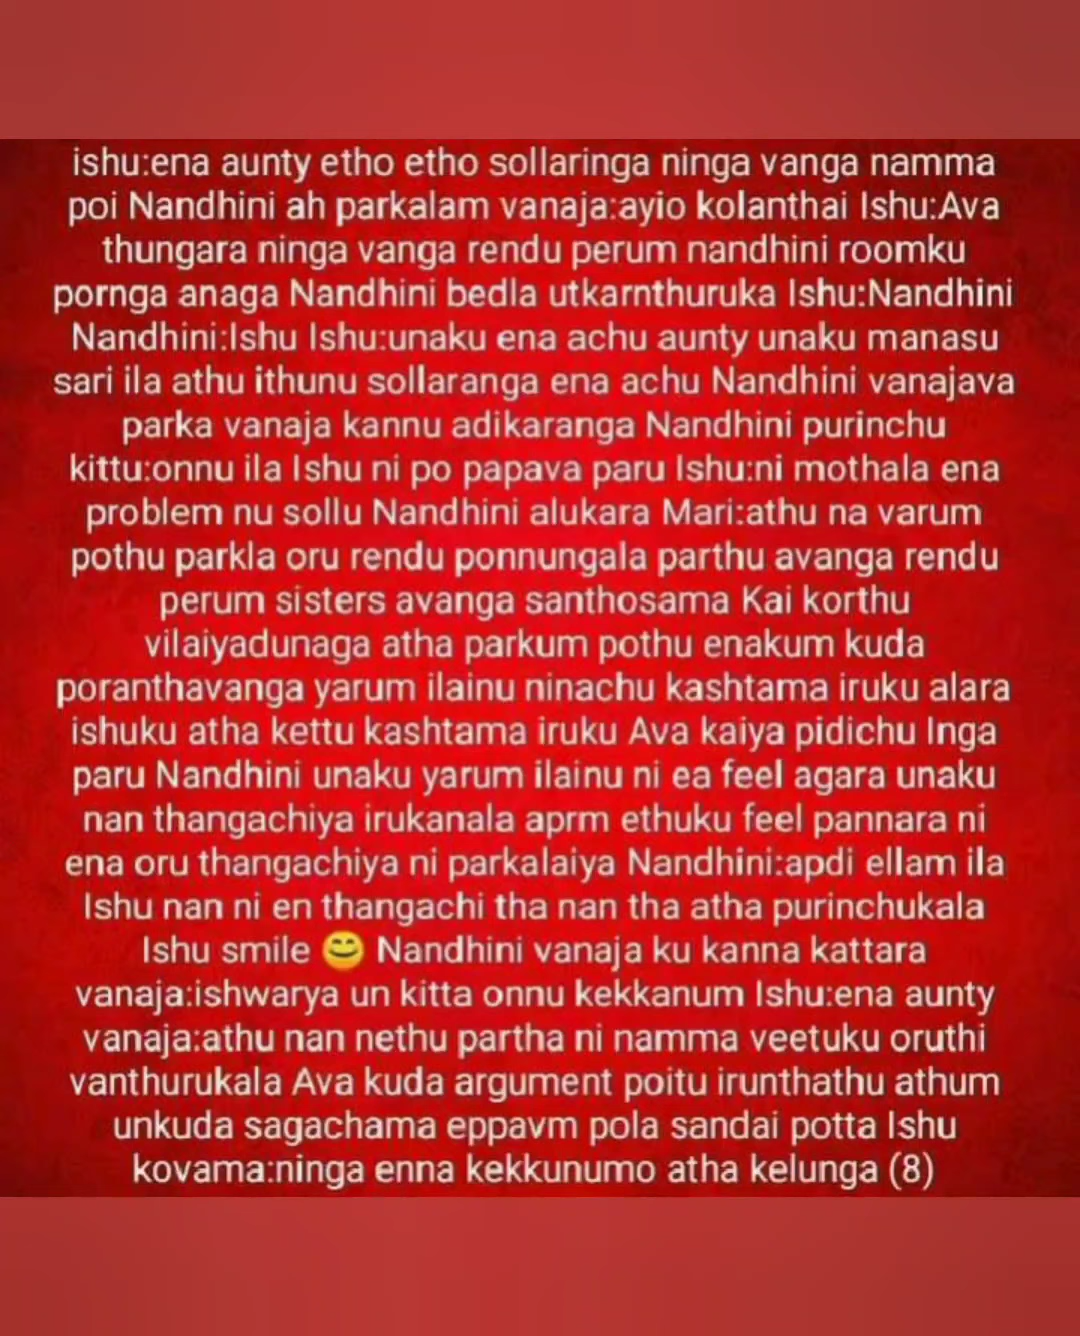 ishu:ena aunty etho etho sollaringa ninga vanga namma
poi Nandhini ah parkalam vanaja:ayio kolanthai Ishu:Ava
thungara ninga vanga rendu perum nandhini roomku
pornga anaga Nandhini bedla utkarnthuruka Ishu:Nandhini
Nandhini:Ishu Ishu:unaku ena achu aunty unaku manasu
sari ila athu ithunu sollaranga ena achu Nandhini vanajava
parka vanaja kannu adikaranga Nandhini purinchu
kittu:onnu ila Ishu ni po papava paru Ishu:ni mothala ena
problem nu sollu Nandhini alukara Mari:athu na varum
pothu parkla oru rendu ponnungala parthu avanga rendu
perum sisters avanga santhosama Kai korthu
vilaiyadunaga atha parkum pothu enakum kuda
poranthavanga yarum ilainu ninachu kashtama iruku alara
ishuku atha kettu kashtama iruku Ava kaiya pidichu Inga
paru Nandhini unaku yarum ilainu ni ea feel agara unaku
nan thangachiya irukanala aprm ethuku feel pannara ni
ena oru thangachiya ni parkalaiya Nandhini:apdi ellam ila
Ishu nan ni en thangachi tha nan tha atha purinchukala
Ishu smile 😊 Nandhini vanaja ku kanna kattara
vanaja:ishwarya un kitta onnu kekkanum Ishu:ena aunty
vanaja:athu nan nethu partha ni namma veetuku oruthi
vanthurukala Ava kuda argument poitu irunthathu athum
unkuda sagachama eppavm pola sandai potta Ishu
kovama:ninga enna kekkunumo atha kelunga (8)